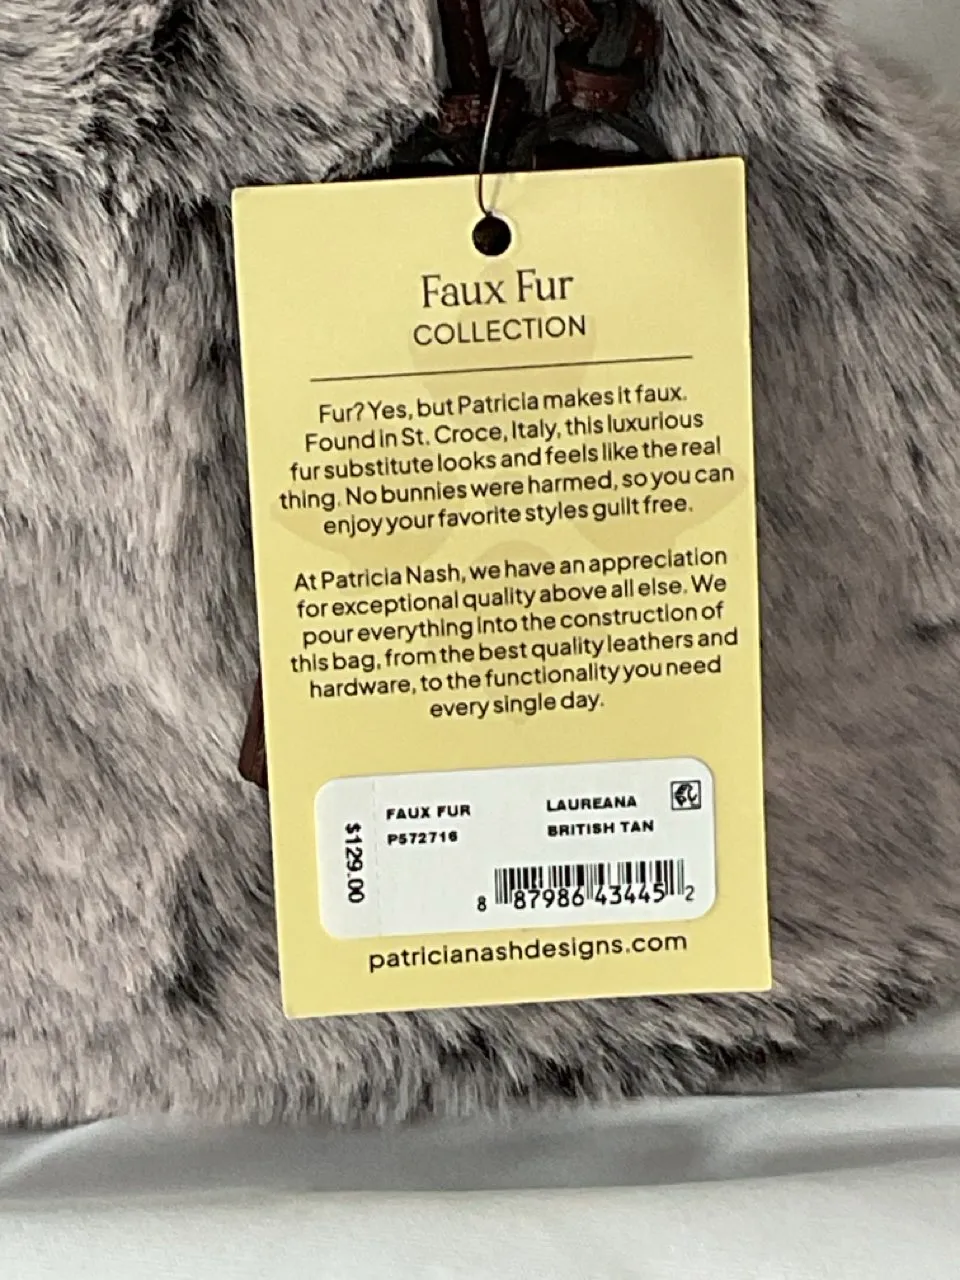 Faux Fur
COLLECTION
Fur? Yes, but Patricia makes it faux.
Found in St. Croce, Italy, this luxurious
fur substitute looks and feels like the real
thing. No bunnies were harmed, so you can
enjoy your favorite styles guilt free.
At Patricia Nash, we have an appreciation
for exceptional quality above all else. We
pour everything into the construction of
this bag, from the best quality leathers and
hardware, to the functionality you need
every single day.
$129.00
FAUX FUR
P572716
LAUREANA
BRITISH TAN
8 87986 43445 2
patricianashdesigns.com